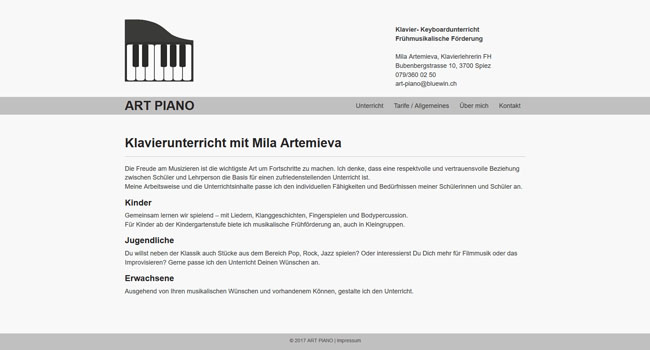 Klavier- Keyboardunterricht
Frühmusikalische Förderung
Mila Artemieva, Klavierlehrerin FH
Bubenbergstrasse 10, 3700 Spiez
079/360 02 50
art-piano@bluewin.ch
ART PIANO
Unterricht Tarife / Allgemeines Über mich Kontakt
Klavierunterricht mit Mila Artemieva
Die Freude am Musizieren ist die wichtigste Art um Fortschritte zu machen. Ich denke, dass eine respektvolle und vertrauensvolle Beziehung
zwischen Schüler und Lehrperson die Basis für einen zufriedenstellenden Unterricht ist.
Meine Arbeitsweise und die Unterrichtsinhalte passe ich den individuellen Fähigkeiten und Bedürfnissen meiner Schülerinnen und Schüler an.
Kinder
Gemeinsam lernen wir spielend – mit Liedern, Klanggeschichten, Fingerspielen und Bodypercussion.
Für Kinder ab der Kindergartenstufe biete ich musikalische Frühförderung an, auch in Kleingruppen.
Jugendliche
Du willst neben der Klassik auch Stücke aus dem Bereich Pop, Rock, Jazz spielen? Oder interessierst Du Dich mehr für Filmmusik oder das
Improvisieren? Gerne passe ich den Unterricht Deinen Wünschen an.
Erwachsene
Ausgehend von Ihren musikalischen Wünschen und vorhandenem Können, gestalte ich den Unterricht.
© 2017 ART PIANO | Impressum